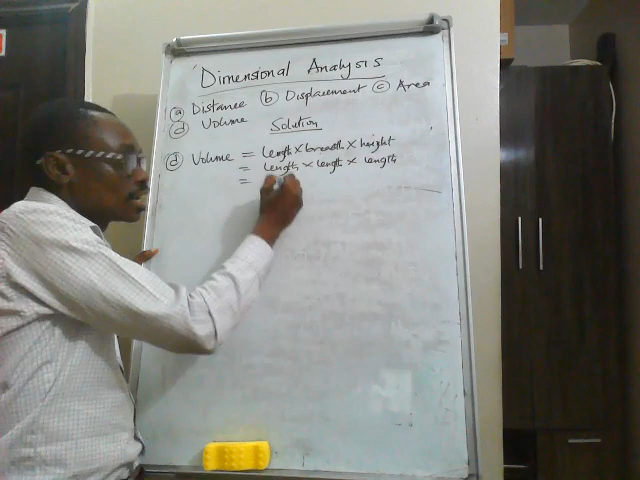 Dimensional Analysis
(a) Distance (b) Displacement (c) Area
(d) Volume
Solution
(d) Volume = length × breadth × height
= length × length × length
=